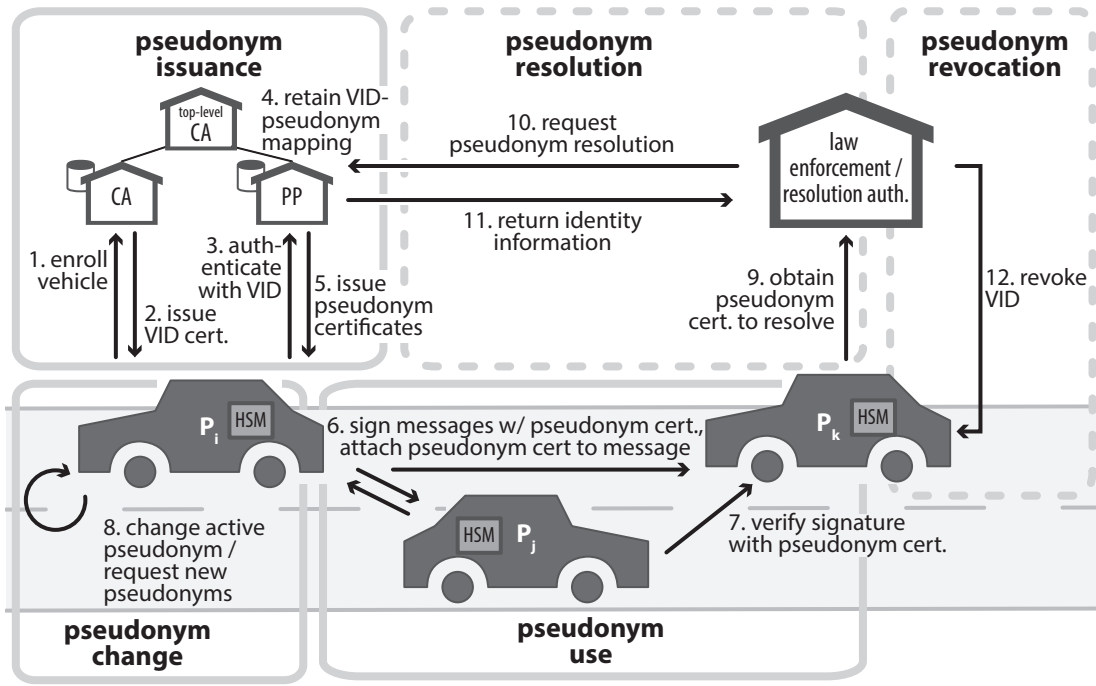 pseudonym
issuance
top-level
CA
CA
PP
4. retain VID-
pseudonym
mapping
1. enroll
vehicle
2. issue
VID cert.
3. auth-
enticate
with VID
5. issue
pseudonym
certificates
pseudonym
resolution
10. request
pseudonym resolution
11. return identity
information
law
enforcement /
resolution auth.
9. obtain
pseudonym
cert. to resolve
pseudonym
revocation
12. revoke
VID
Pi
HSM
6. sign messages w/ pseudonym cert.,
attach pseudonym cert to message
Pk
HSM
HSM
Pj
7. verify signature
with pseudonym cert.
8. change active
pseudonym /
request new
pseudonyms
pseudonym
change
pseudonym
use